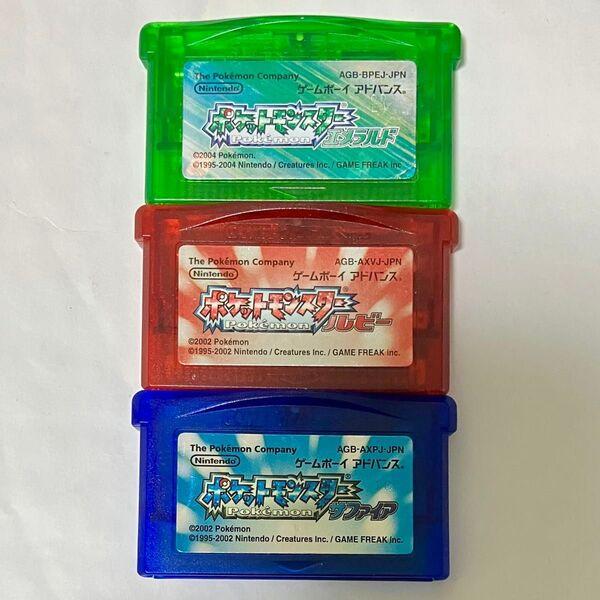 The Pokémon Company AGB-BPEJ-JPN
Nintendo ゲームボーイ アドバンス®
ポケットモンスター
Pokémon エメラルド
©2004 Pokémon.
©1995-2004 Nintendo / Creatures inc. / GAME FREAK inc.
The Pokémon Company AGB-AXVJ-JPN
Nintendo ゲームボーイ アドバンス®
ポケットモンスター
Pokémon ルビー
©2002 Pokémon
©1995-2002 Nintendo / Creatures Inc. / GAME FREAK inc.
The Pokémon Company AGB-AXPJ-JPN
Nintendo ゲームボーイ アドバンス®
ポケットモンスター
Pokémon サファイア
©2002 Pokémon
©1995-2002 Nintendo / Creatures Inc. / GAME FREAK inc.